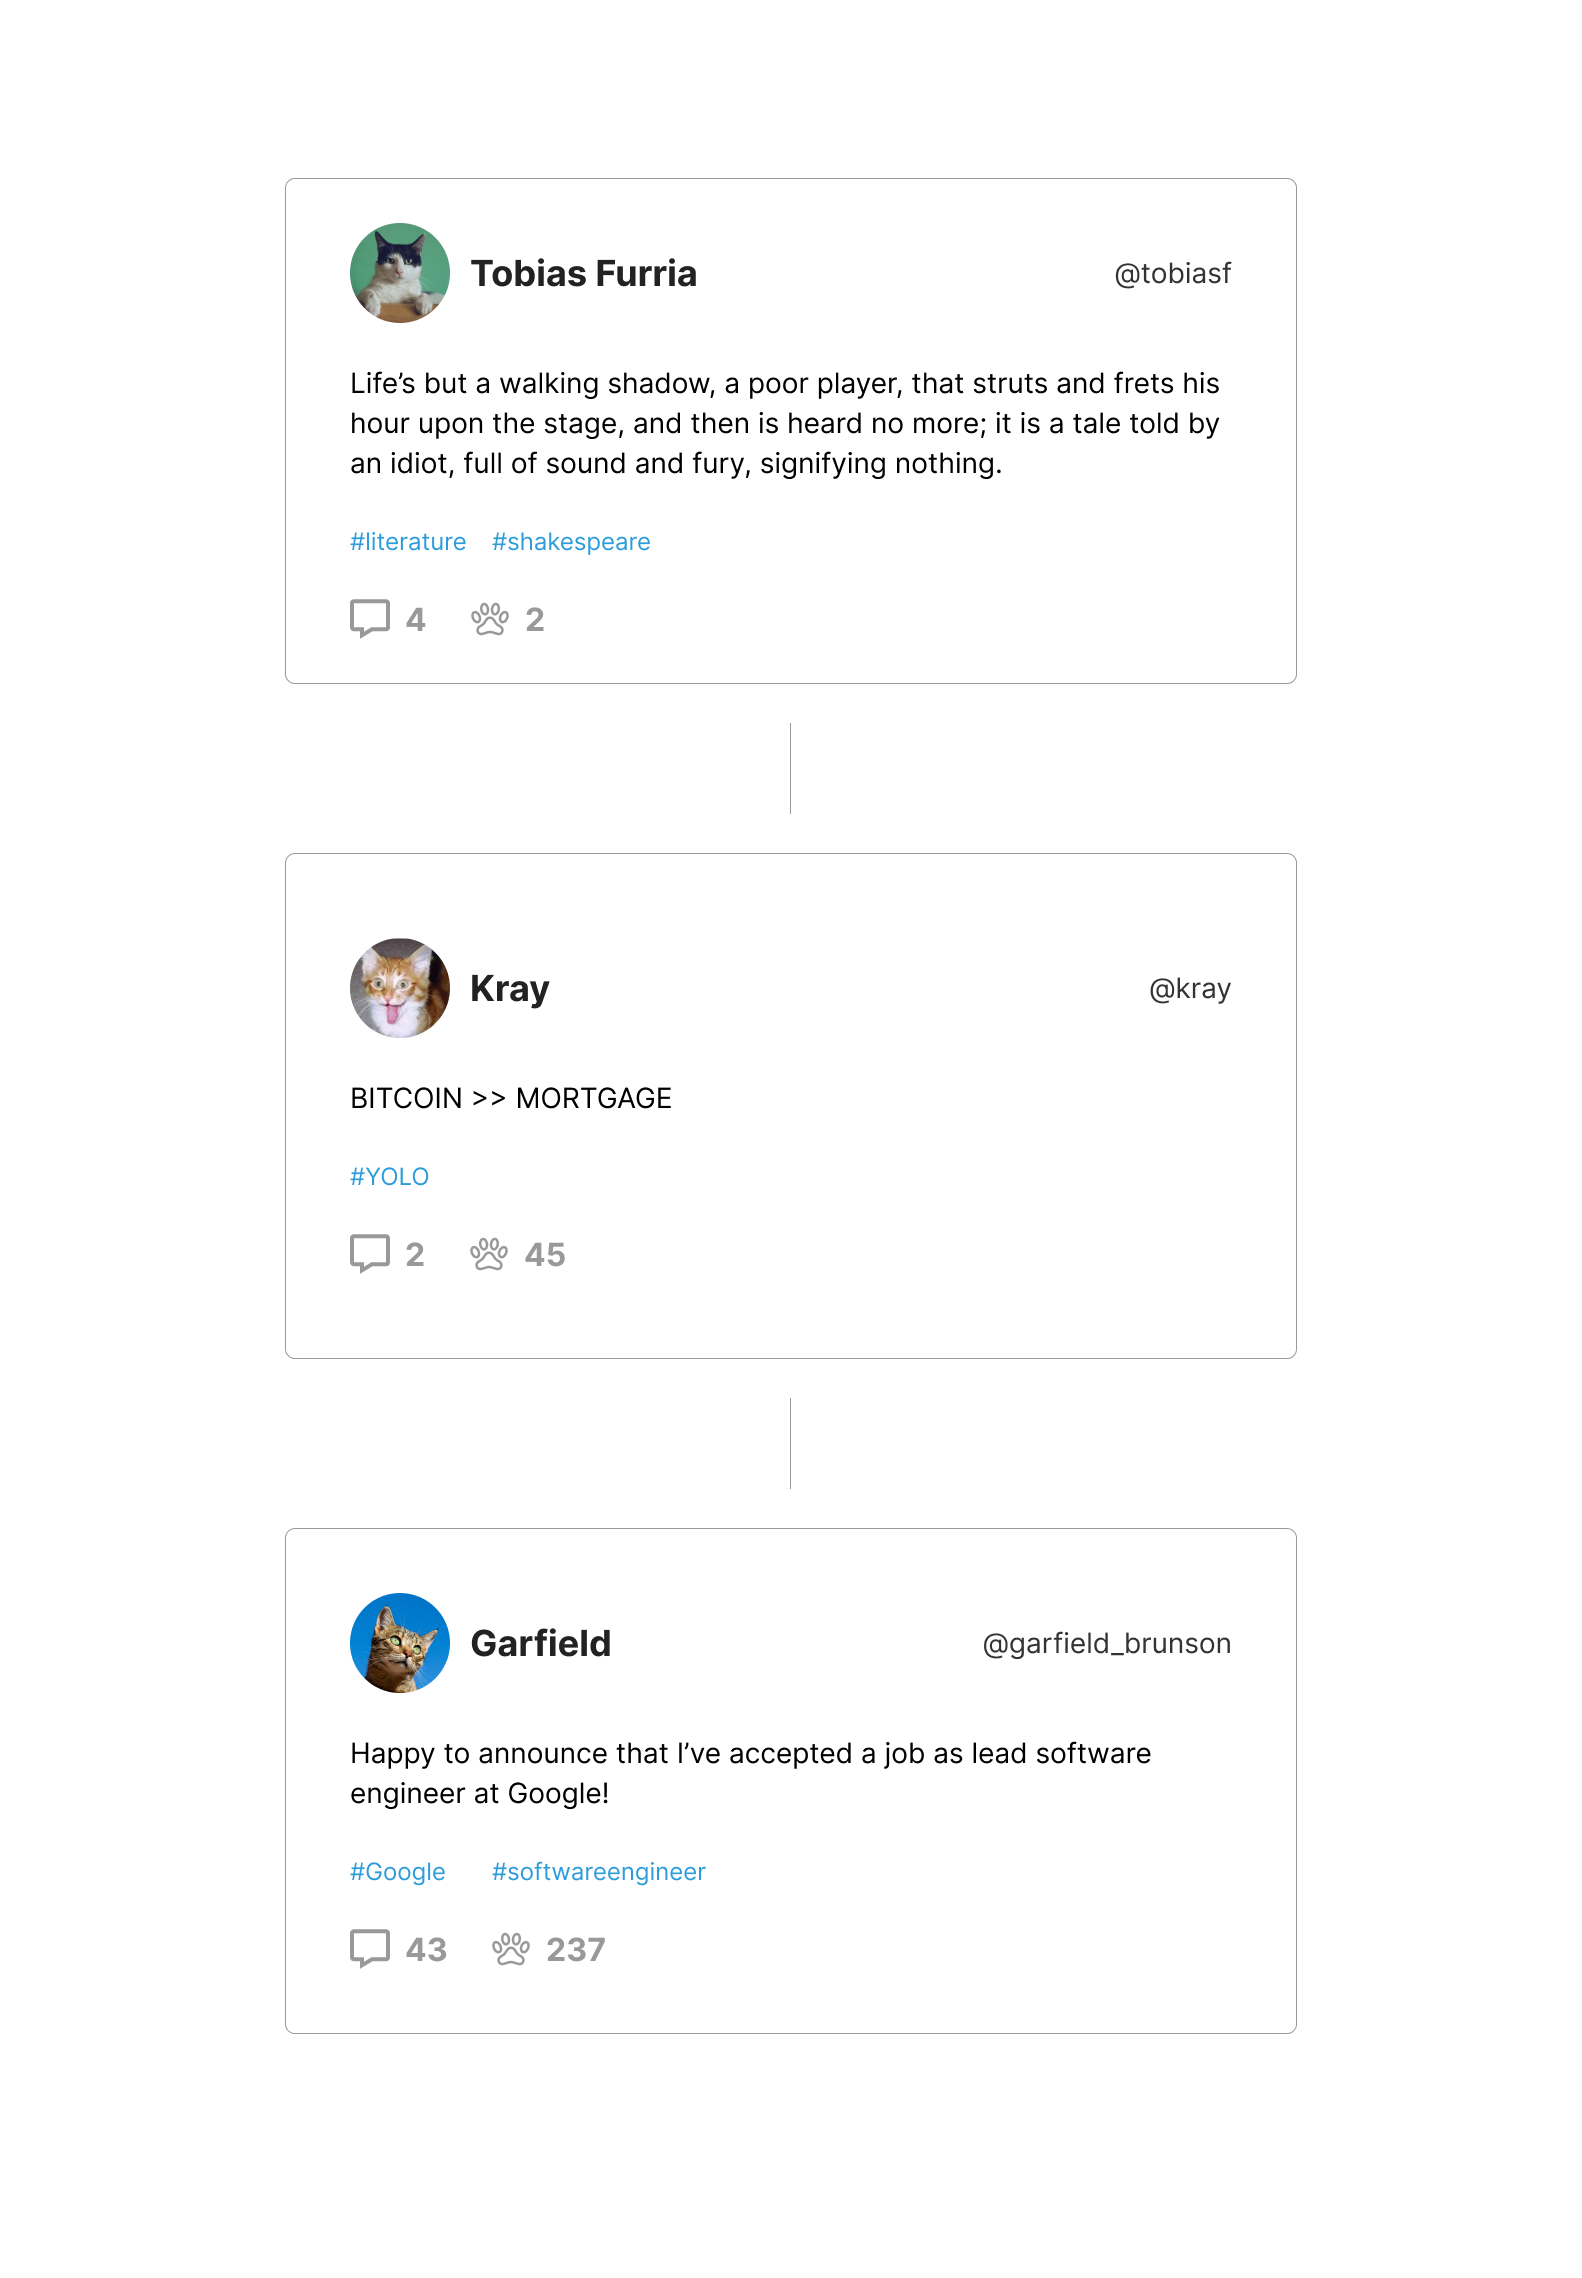 Tobias Furria
@tobiasf
Life’s but a walking shadow, a poor player, that struts and frets his
hour upon the stage, and then is heard no more; it is a tale told by
an idiot, full of sound and fury, signifying nothing.
#literature #shakespeare
4 2
Kray
@kray
BITCOIN >> MORTGAGE
#YOLO
2 45
Garfield
@garfield_brunson
Happy to announce that I’ve accepted a job as lead software
engineer at Google!
#Google #softwareengineer
43 237